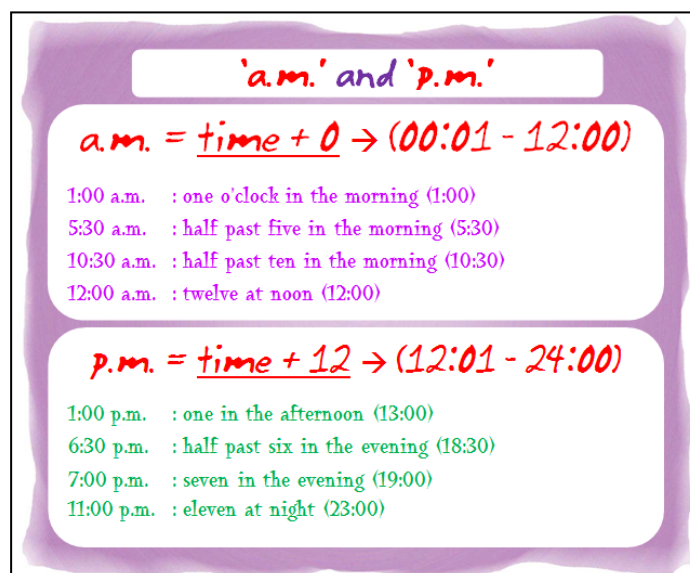 'a.m.' and 'p.m.'
a.m. = time + 0 → (00:01 - 12:00)
1:00 a.m. : one o'clock in the morning (1:00)
5:30 a.m. : half past five in the morning (5:30)
10:30 a.m. : half past ten in the morning (10:30)
12:00 a.m. : twelve at noon (12:00)
p.m. = time + 12 → (12:01 - 24:00)
1:00 p.m. : one in the afternoon (13:00)
6:30 p.m. : half past six in the evening (18:30)
7:00 p.m. : seven in the evening (19:00)
11:00 p.m. : eleven at night (23:00)